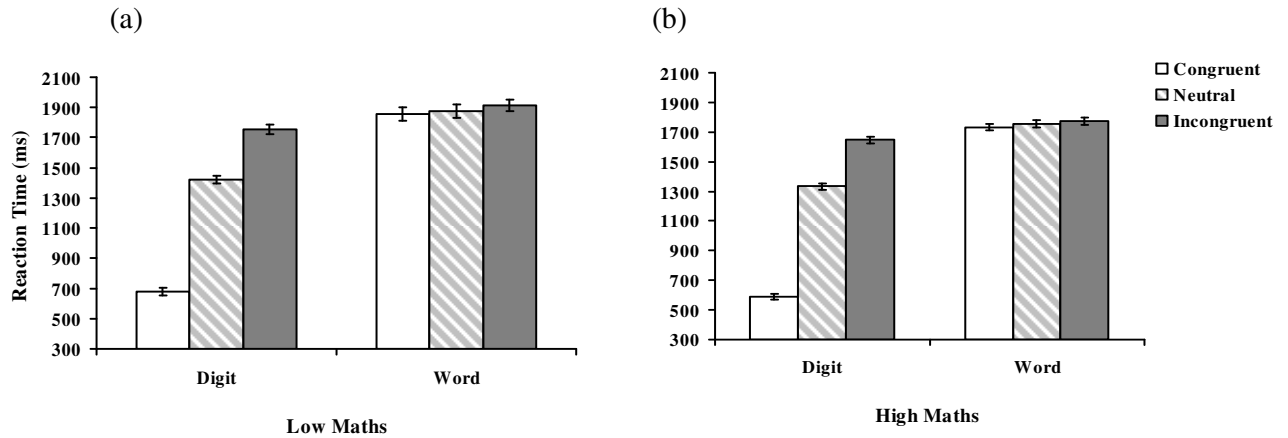 (a)
2100
1900
1700
1500
1300
1100
900
700
500
300
Reaction Time (ms)
Digit
Word
Low Maths
(b)
2100
1900
1700
1500
1300
1100
900
700
500
300
Digit
Word
High Maths
Congruent
Neutral
Incongruent